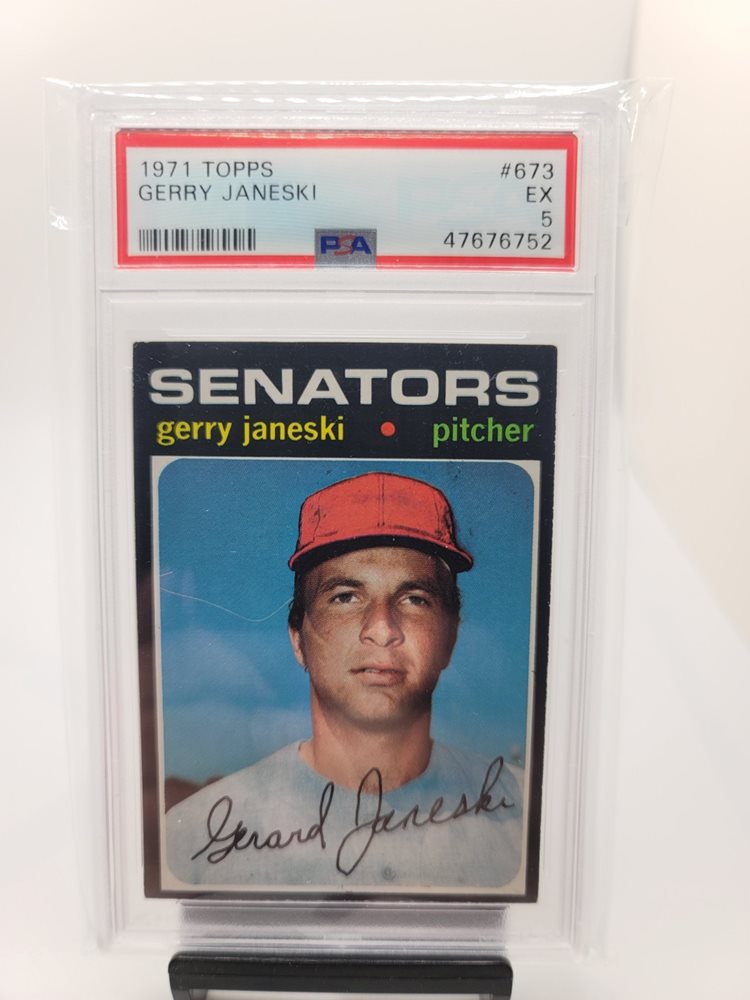 1971 TOPPS #673
GERRY JANESKI EX
5
PSA 47676752
SENATORS
gerry janeski • pitcher
Gerard Janeski